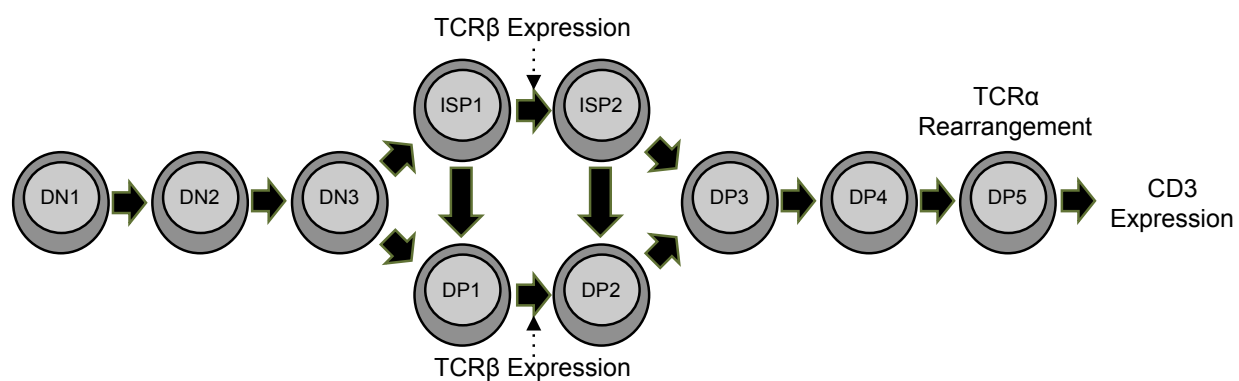 TCRβ Expression
ISP1
ISP2
TCRα
Rearrangement
DN1
DN2
DN3
DP3
DP4
DP5
CD3
Expression
DP1
DP2
TCRβ Expression